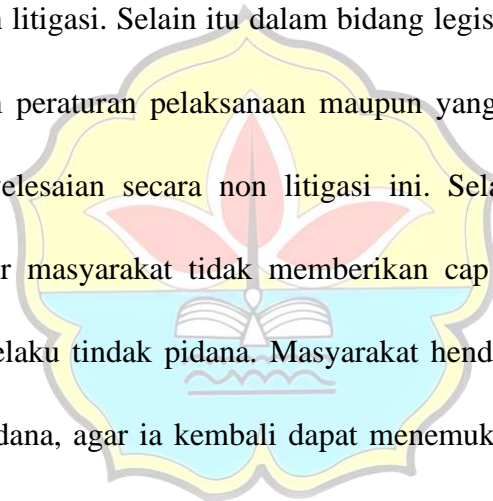 litigasi. Selain itu dalam bidang legis
peraturan pelaksanaan maupun yang
elesaian secara non litigasi ini. Sela
masyarakat tidak memberikan cap
elaku tindak pidana. Masyarakat hend
dana, agar ia kembali dapat menemuk